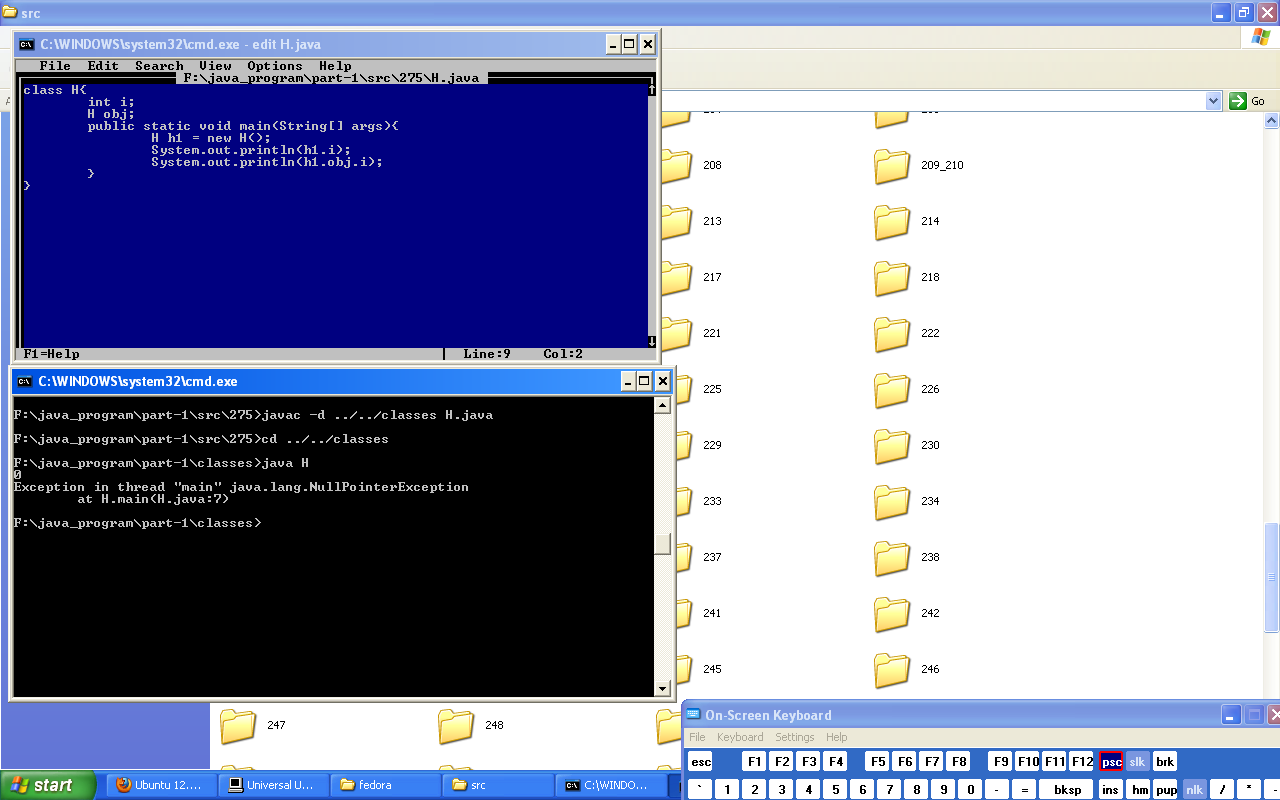 src
C:\WINDOWS\system32\cmd.exe - edit H.java
File Edit Search View Options Help
F:\java_program\part-1\src\275\H.java
class H{
int i;
H obj;
public static void main(String[] args){
H h1 = new H();
System.out.println(h1.i);
System.out.println(h1.obj.i);
}
}
F1=Help Line:9 Col:2
C:\WINDOWS\system32\cmd.exe
F:\java_program\part-1\src\275>javac -d ../../classes H.java
F:\java_program\part-1\src\275>cd ../../classes
F:\java_program\part-1\classes>java H
0
Exception in thread "main" java.lang.NullPointerException
at H.main(H.java:7)
F:\java_program\part-1\classes>
Go
208 209_210
213 214
217 218
221 222
225 226
229 230
233 234
237 238
241 242
245 246
247 248
On-Screen Keyboard
File Keyboard Settings Help
esc F1 F2 F3 F4 F5 F6 F7 F8 F9 F10 F11 F12 psc slk brk
` 1 2 3 4 5 6 7 8 9 0 - = bksp ins hm pup nlk / * -
start Ubuntu 12.... Universal U... fedora src C:\WINDO...